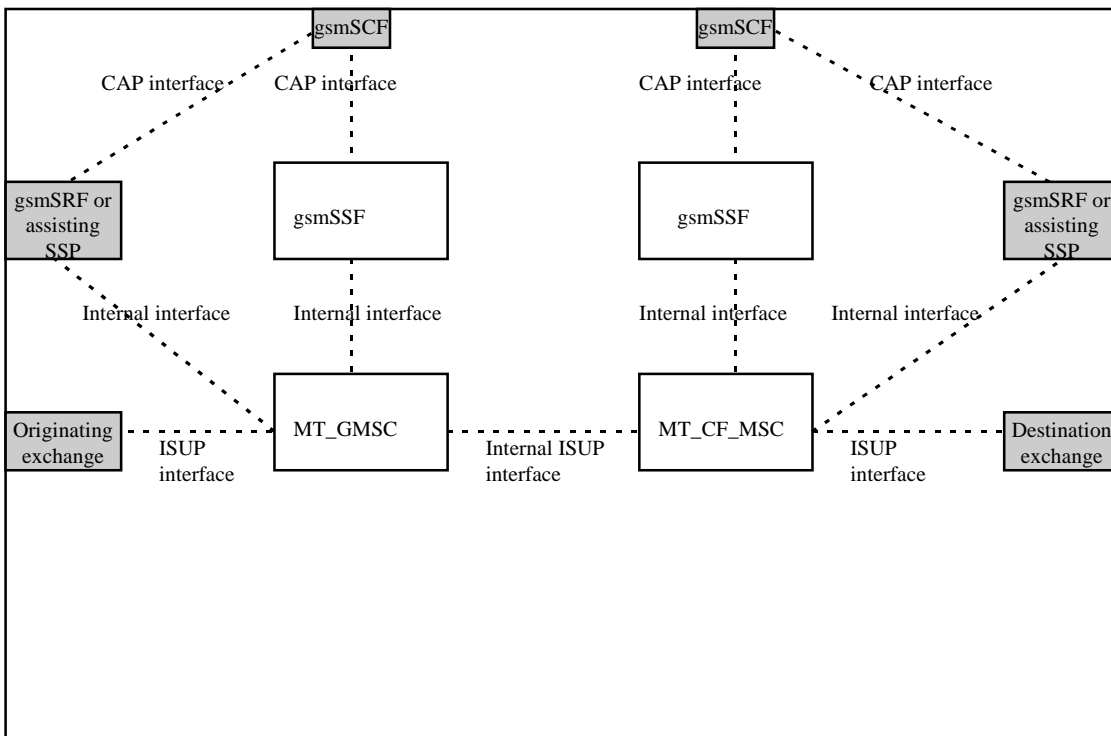 gsmSCF
gsmSCF
CAP interface
CAP interface
CAP interface
CAP interface
gsmSRF or
assisting
SSP
gsmSSF
gsmSSF
gsmSRF or
assisting
SSP
Internal interface
Internal interface
Internal interface
Internal interface
Originating
exchange
ISUP
interface
MT_GMSC
Internal ISUP
interface
MT_CF_MSC
ISUP
interface
Destination
exchange